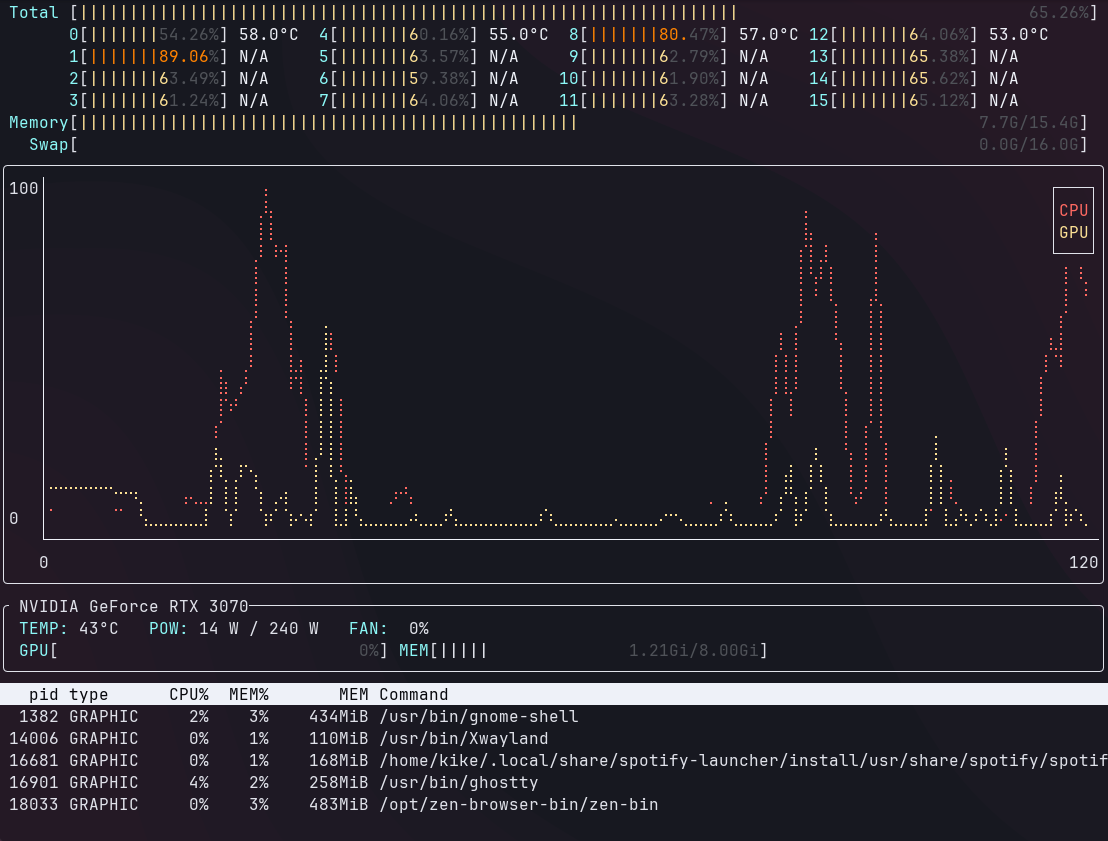 Total [||||||||||||||||||||||||||||||||||||||||||||||||||||||||||||||||||                             65.26%]
0[|||||||54.26%] 58.0°C 4[|||||||60.16%] 55.0°C 8[|||||||80.47%] 57.0°C 12[|||||||64.06%] 53.0°C
1[|||||||89.06%] N/A 5[|||||||63.57%] N/A 9[|||||||62.79%] N/A 13[|||||||65.38%] N/A
2[|||||||63.49%] N/A 6[|||||||59.38%] N/A 10[|||||||61.90%] N/A 14[|||||||65.62%] N/A
3[|||||||61.24%] N/A 7[|||||||64.06%] N/A 11[|||||||63.28%] N/A 15[|||||||65.12%] N/A
Memory[||||||||||||||||||||||||||||||||||||||||||||||||||                                        7.7G/15.4G]
Swap[                                                                                          0.0G/16.0G]
100
CPU
GPU
0
0 120
NVIDIA GeForce RTX 3070
TEMP: 43°C POW: 14 W / 240 W FAN: 0%
GPU[ 0%] MEM[||||| 1.21Gi/8.00Gi]
pid type CPU% MEM% MEM Command
1382 GRAPHIC 2% 3% 434MiB /usr/bin/gnome-shell
14006 GRAPHIC 0% 1% 110MiB /usr/bin/Xwayland
16681 GRAPHIC 0% 1% 168MiB /home/kike/.local/share/spotify-launcher/install/usr/share/spotify/spotif
16901 GRAPHIC 4% 2% 258MiB /usr/bin/ghostty
18033 GRAPHIC 0% 3% 483MiB /opt/zen-browser-bin/zen-bin